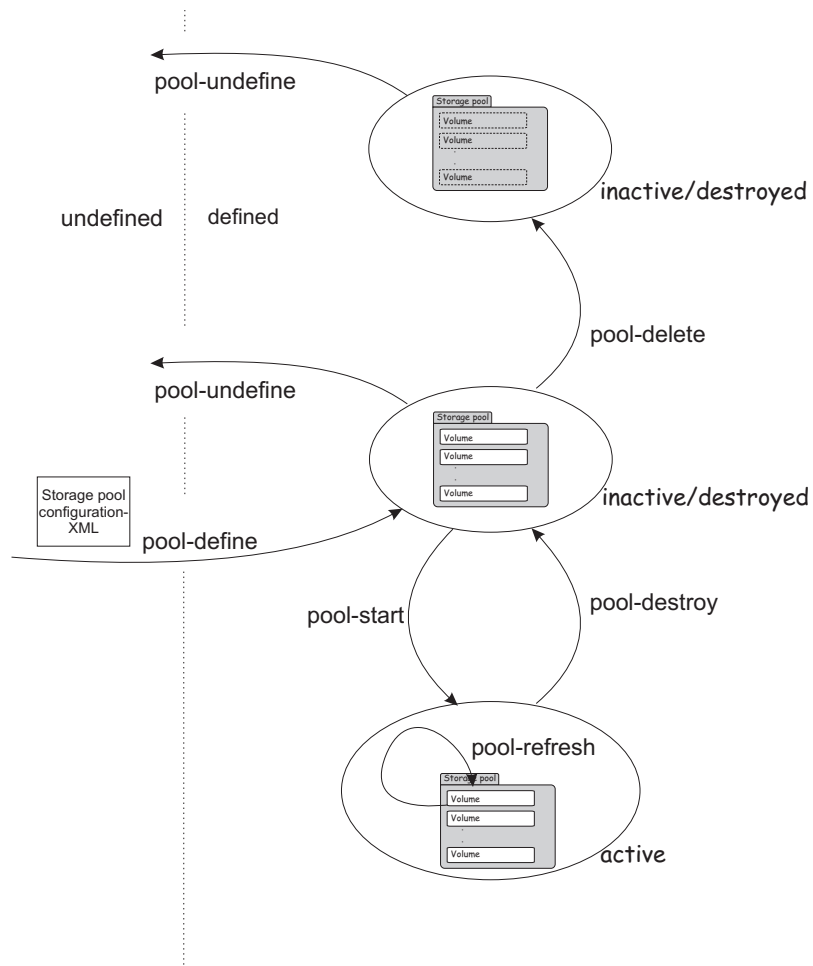 pool-undefine
Storage pool
Volume
Volume
Volume
inactive/destroyed
undefined
defined
pool-delete
pool-undefine
Storage pool
Volume
Volume
Volume
inactive/destroyed
Storage pool
configuration-
XML
pool-define
pool-start
pool-destroy
pool-refresh
Storage pool
Volume
Volume
Volume
active